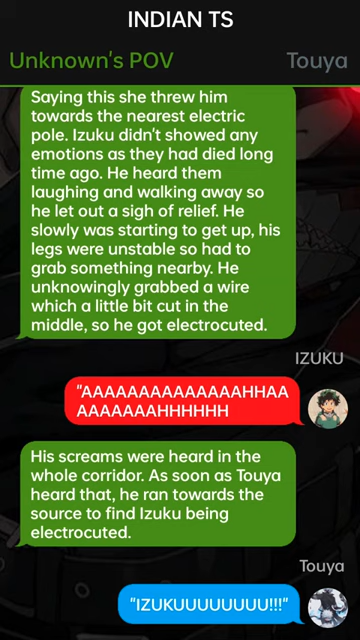 INDIAN TS
Unknown's POV
Touya
Saying this she threw him
towards the nearest electric
pole. Izuku didn't showed any
emotions as they had died long
time ago. He heard them
laughing and walking away so
he let out a sigh of relief. He
slowly was starting to get up, his
legs were unstable so had to
grab something nearby. He
unknowingly grabbed a wire
which a little bit cut in the
middle, so he got electrocuted.
IZUKU
"AAAAAAAAAAAAAAHHAA
AAAAAAAHHHHHH
His screams were heard in the
whole corridor. As soon as Touya
heard that, he ran towards the
source to find Izuku being
electrocuted.
Touya
"IZUKUUUUUUUU!!!"